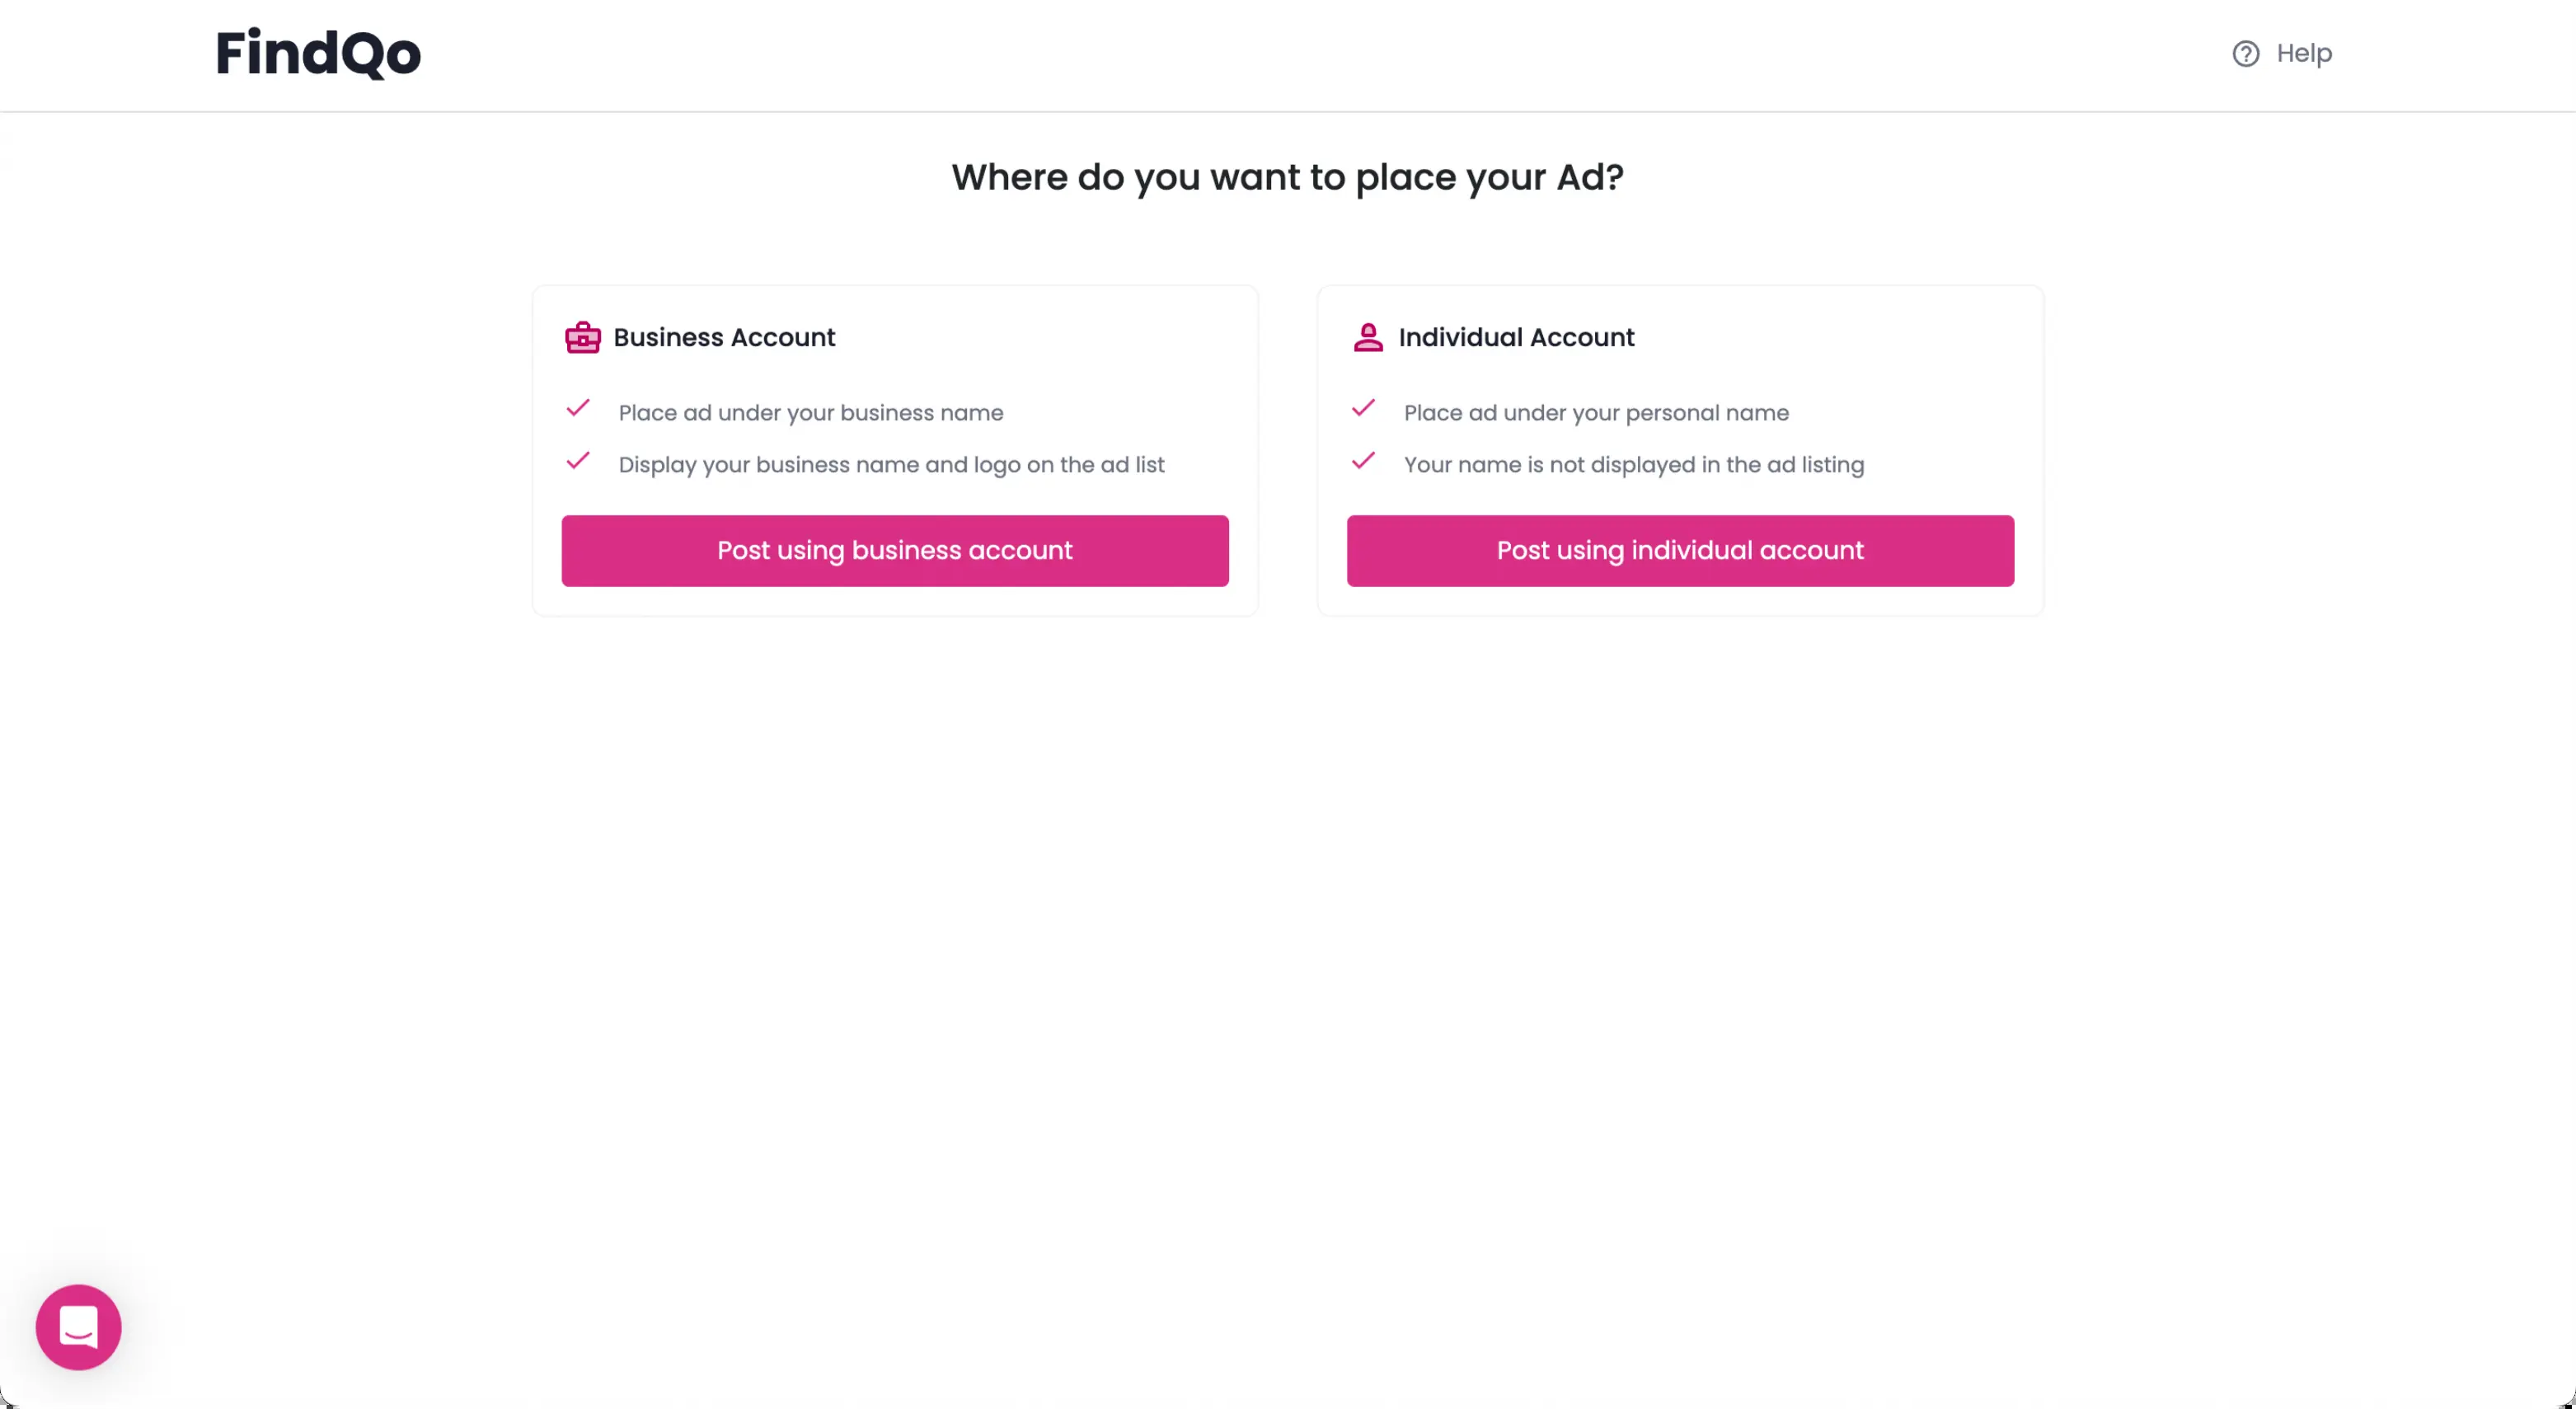 FindQo
Help
Where do you want to place your Ad?
Business Account
Place ad under your business name
Display your business name and logo on the ad list
Post using business account
Individual Account
Place ad under your personal name
Your name is not displayed in the ad listing
Post using individual account